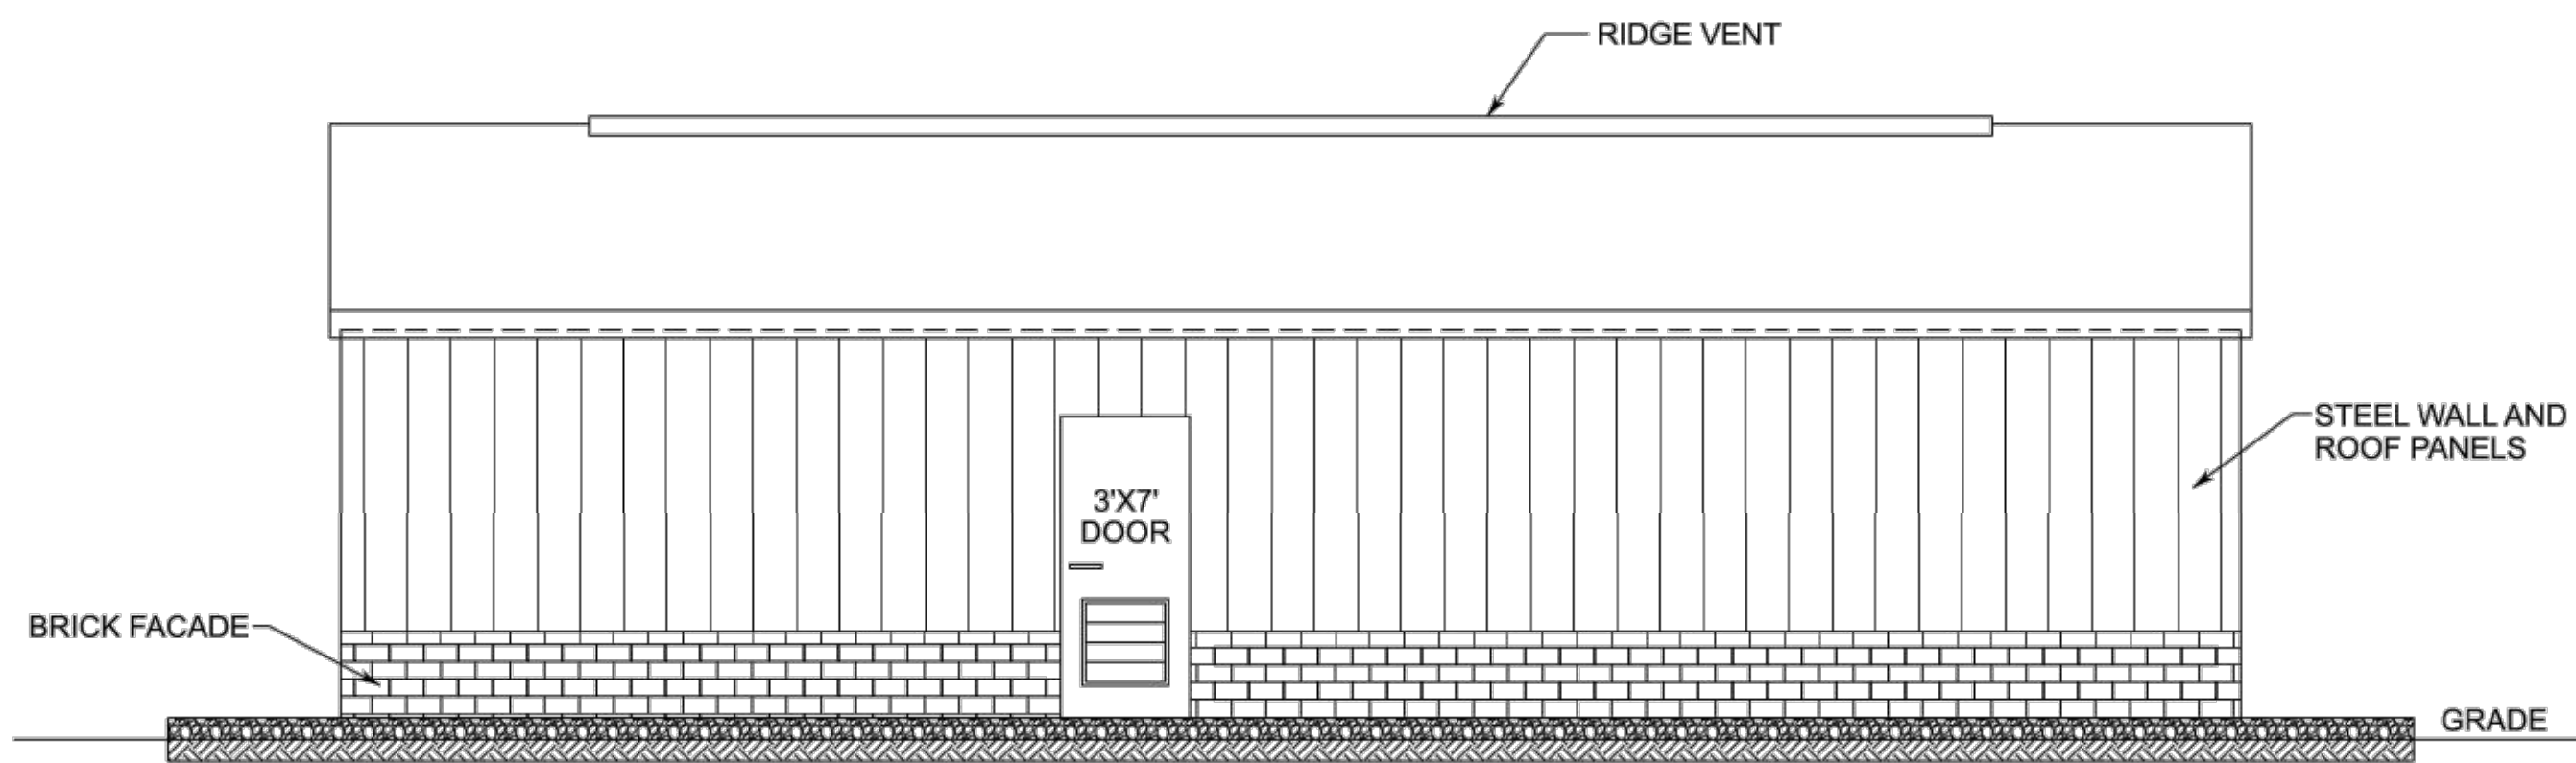 RIDGE VENT
STEEL WALL AND
ROOF PANELS
3'X7'
DOOR
BRICK FACADE
GRADE